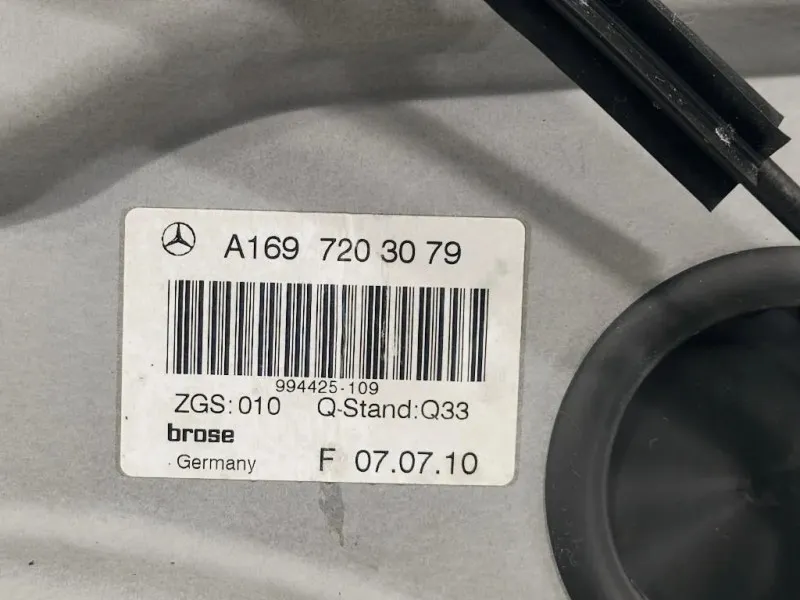 A169 720 30 79
994425-109
ZGS:010 Q-Stand:Q33
brose
Germany F 07.07.10